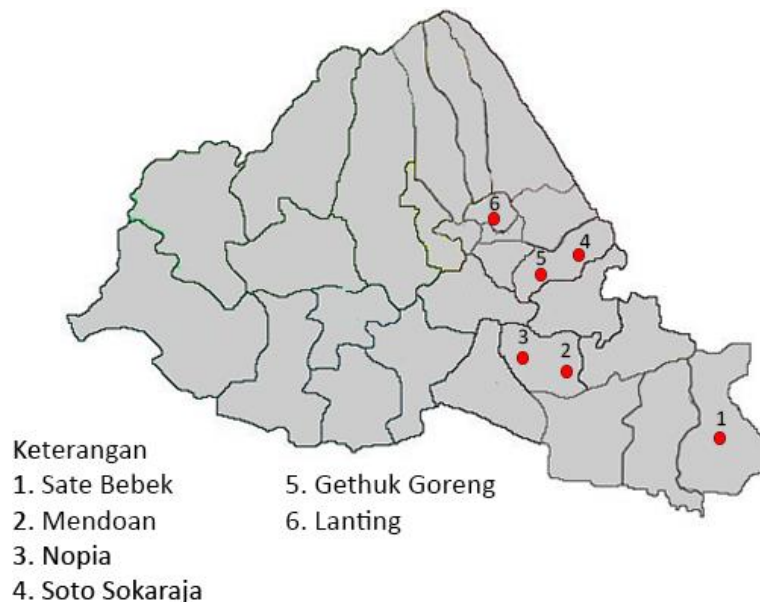 6
4
5
3
2
1
Keterangan
1. Sate Bebek
2. Mendoan
3. Nopia
4. Soto Sokaraja
5. Gethuk Goreng
6. Lanting